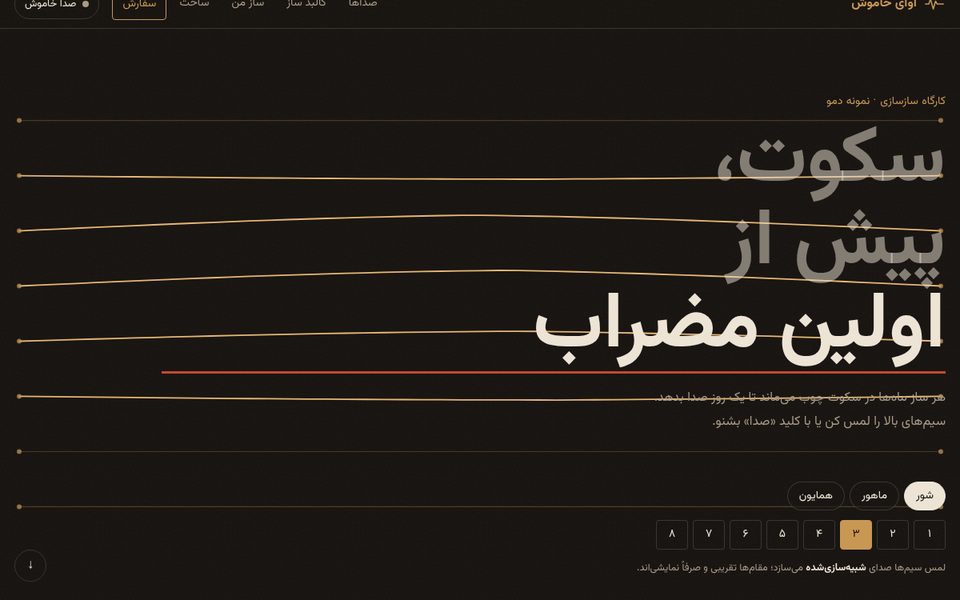 آوای خاموش
صداها
کالبد ساز
ساز من
ساخت
سفارش
صدا خاموش
کارگاه سازسازی · نمونه دمو
سکوت،
پیش از
اولین مضراب
هر ساز ماه‌ها در سکوت چوب می‌ماند تا یک روز صدا بدهد.
سیم‌های بالا را لمس کن یا با کلید «صدا» بشنو.
شور
ماهور
همایون
۱ ۲ ۳ ۴ ۵ ۶ ۷ ۸
لمس سیم‌ها صدای شبیه‌سازی‌شده می‌سازد؛ مقام‌ها تقریبی و صرفاً نمایشی‌اند.
↓